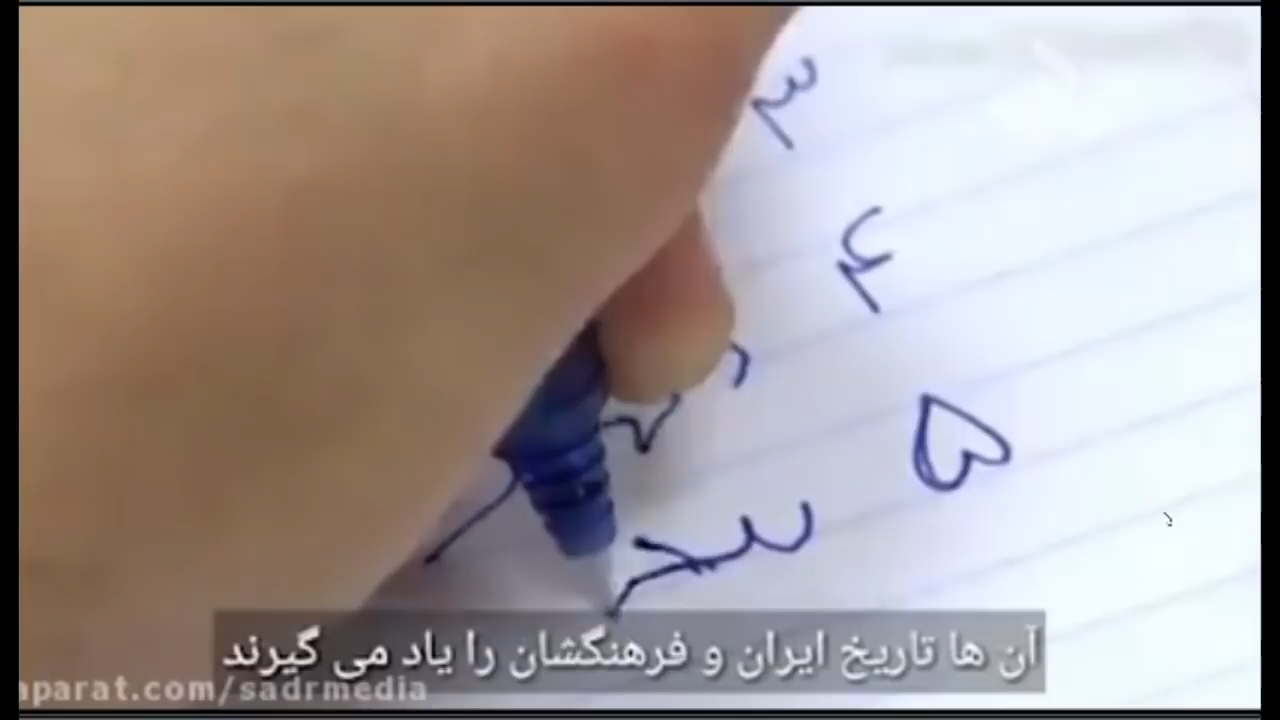 ۳
۴
۵
آن ها تاریخ ایران و فرهنگشان را یاد می گیرند
aparat.com/sadrmedia